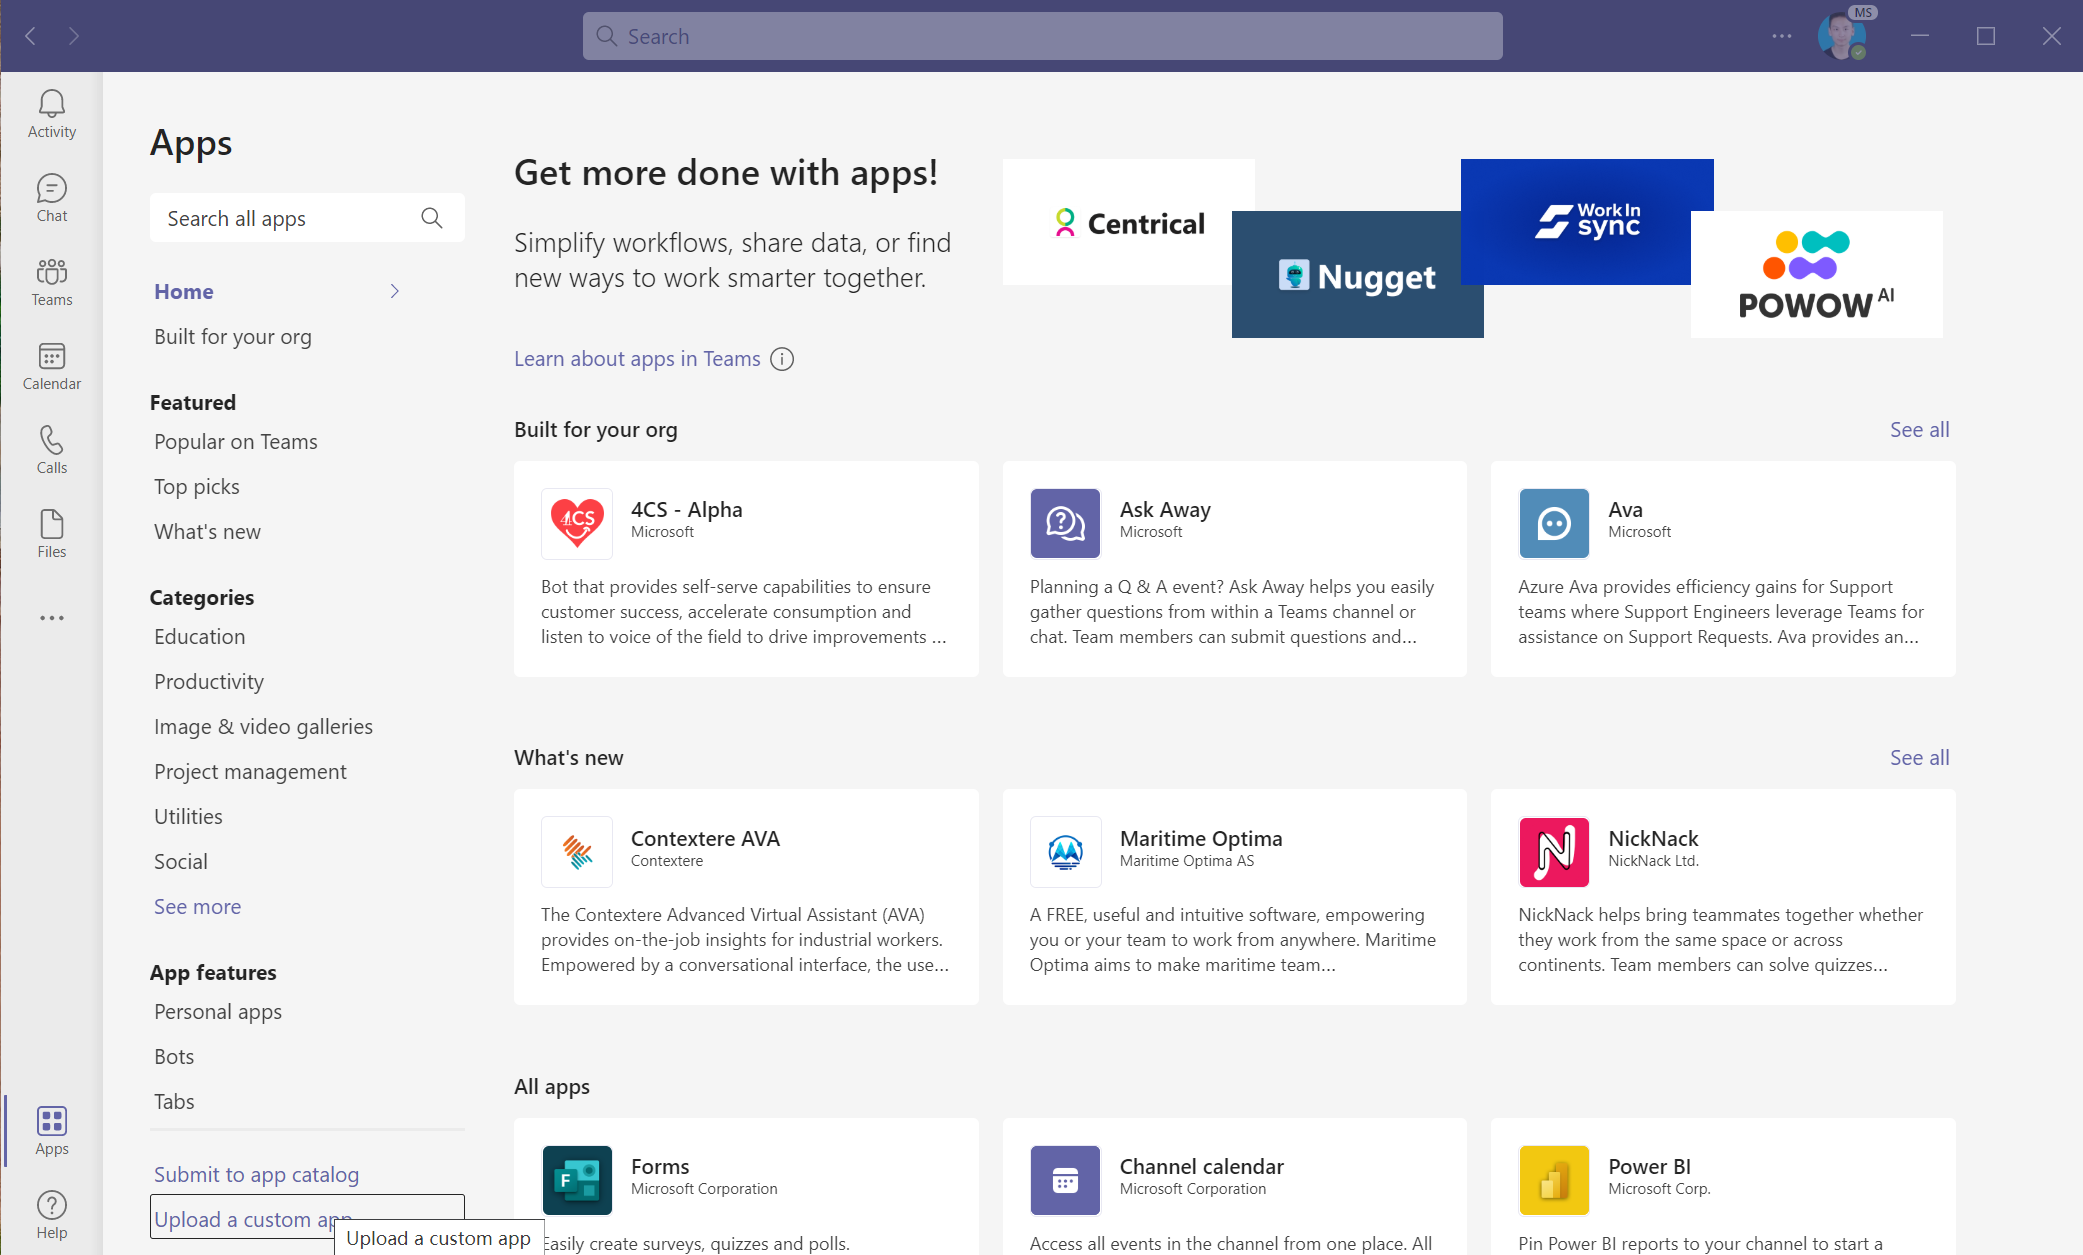 Search
MS
Activity
Chat
Teams
Calendar
Calls
Files
Apps
Help
Apps
Search all apps
Home
Built for your org
Featured
Popular on Teams
Top picks
What's new
Categories
Education
Productivity
Image & video galleries
Project management
Utilities
Social
See more
App features
Personal apps
Bots
Tabs
Submit to app catalog
Upload a custom app
Upload a custom app
Get more done with apps!
Simplify workflows, share data, or find
new ways to work smarter together.
Learn about apps in Teams
Centrical
Nugget
Work In
sync
POWOW AI
Built for your org
See all
4CS
4CS - Alpha
Microsoft
Bot that provides self-serve capabilities to ensure
customer success, accelerate consumption and
listen to voice of the field to drive improvements ...
Ask Away
Microsoft
Planning a Q & A event? Ask Away helps you easily
gather questions from within a Teams channel or
chat. Team members can submit questions and...
Ava
Microsoft
Azure Ava provides efficiency gains for Support
teams where Support Engineers leverage Teams for
assistance on Support Requests. Ava provides an...
What's new
See all
Contextere AVA
Contextere
The Contextere Advanced Virtual Assistant (AVA)
provides on-the-job insights for industrial workers.
Empowered by a conversational interface, the use...
Maritime Optima
Maritime Optima AS
A FREE, useful and intuitive software, empowering
you or your team to work from anywhere. Maritime
Optima aims to make maritime team...
N
NickNack
NickNack Ltd.
NickNack helps bring teammates together whether
they work from the same space or across
continents. Team members can solve quizzes...
All apps
F
Forms
Microsoft Corporation
Easily create surveys, quizzes and polls.
Channel calendar
Microsoft Corporation
Access all events in the channel from one place. All
Power BI
Microsoft Corp.
Pin Power BI reports to your channel to start a